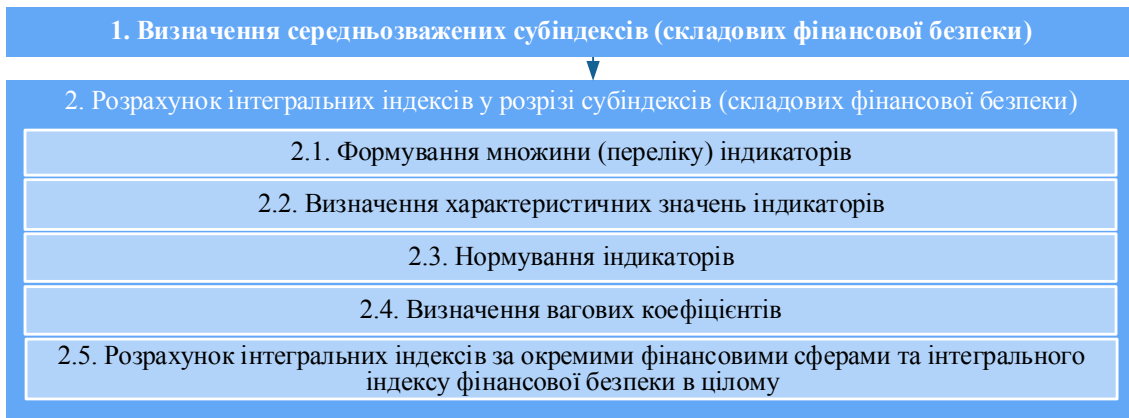 1. Визначення середньозважених субіндексів (складових фінансової безпеки)
2. Розрахунок інтегральних індексів у розрізі субіндексів (складових фінансової безпеки)
2.1. Формування множини (переліку) індикаторів
2.2. Визначення характеристичних значень індикаторів
2.3. Нормування індикаторів
2.4. Визначення вагових коефіцієнтів
2.5. Розрахунок інтегральних індексів за окремими фінансовими сферами та інтегрального
індексу фінансової безпеки в цілому